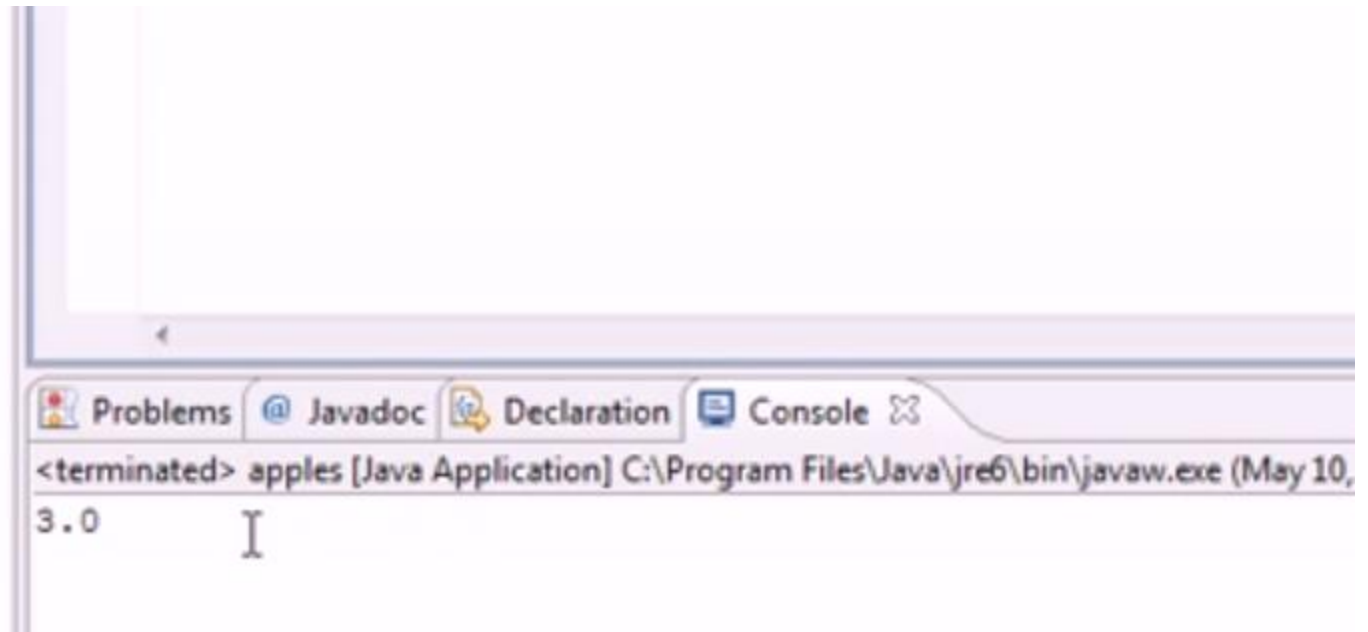 Problems @ Javadoc Declaration Console
<terminated> apples [Java Application] C:\Program Files\Java\jre6\bin\javaw.exe (May 10,
3.0